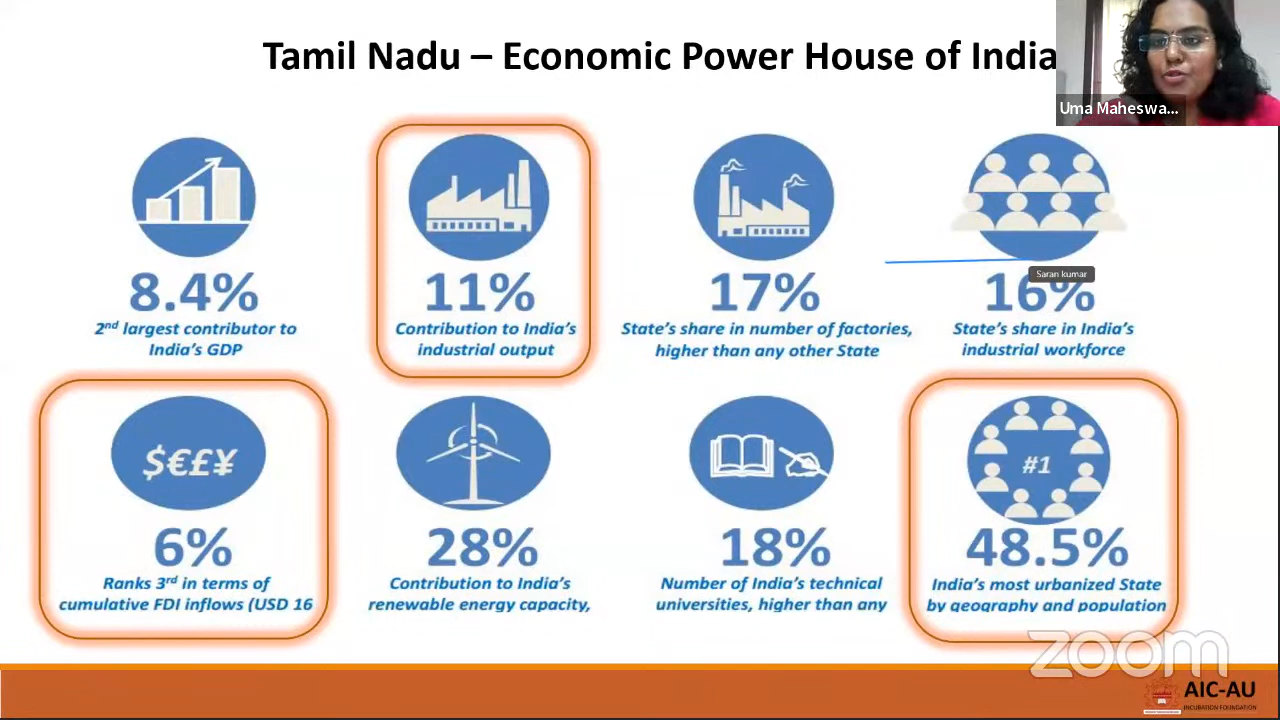 Tamil Nadu – Economic Power House of India
Uma Maheswa...
8.4%
2nd largest contributor to
India's GDP
11%
Contribution to India's
industrial output
17%
State's share in number of factories,
higher than any other State
Saran kumar
16%
State's share in India's
industrial workforce
$€£¥
6%
Ranks 3rd in terms of
cumulative FDI inflows (USD 16
28%
Contribution to India's
renewable energy capacity,
18%
Number of India's technical
universities, higher than any
#1
48.5%
India's most urbanized State
by geography and population
zoom
AIC-AU
INCUBATION FOUNDATION